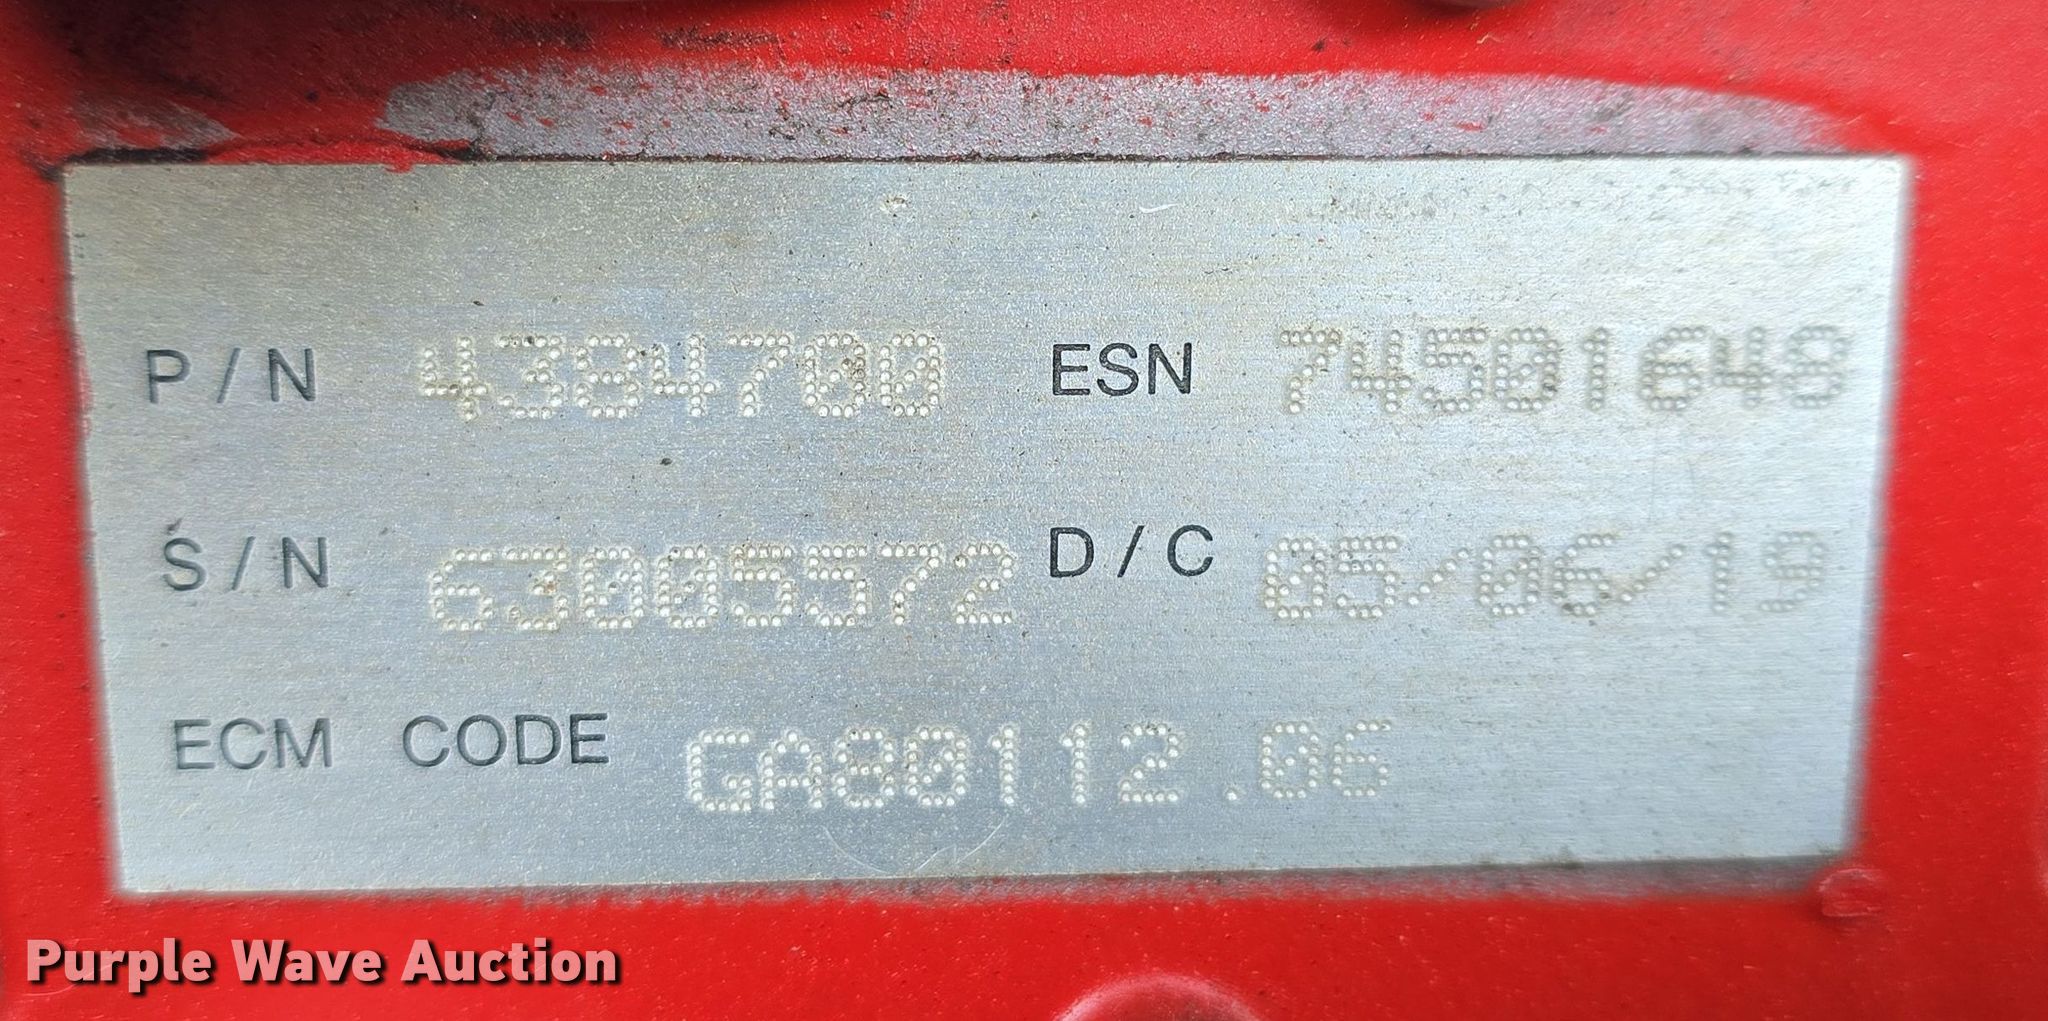 P/N 4384700 ESN 74501648
S/N 63005572 D/C 05/06/19
ECM CODE GA80112.06
Purple Wave Auction